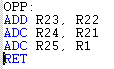 OPP:
ADD R23, R22
ADC R24, R21
ADC R25, R1
RET